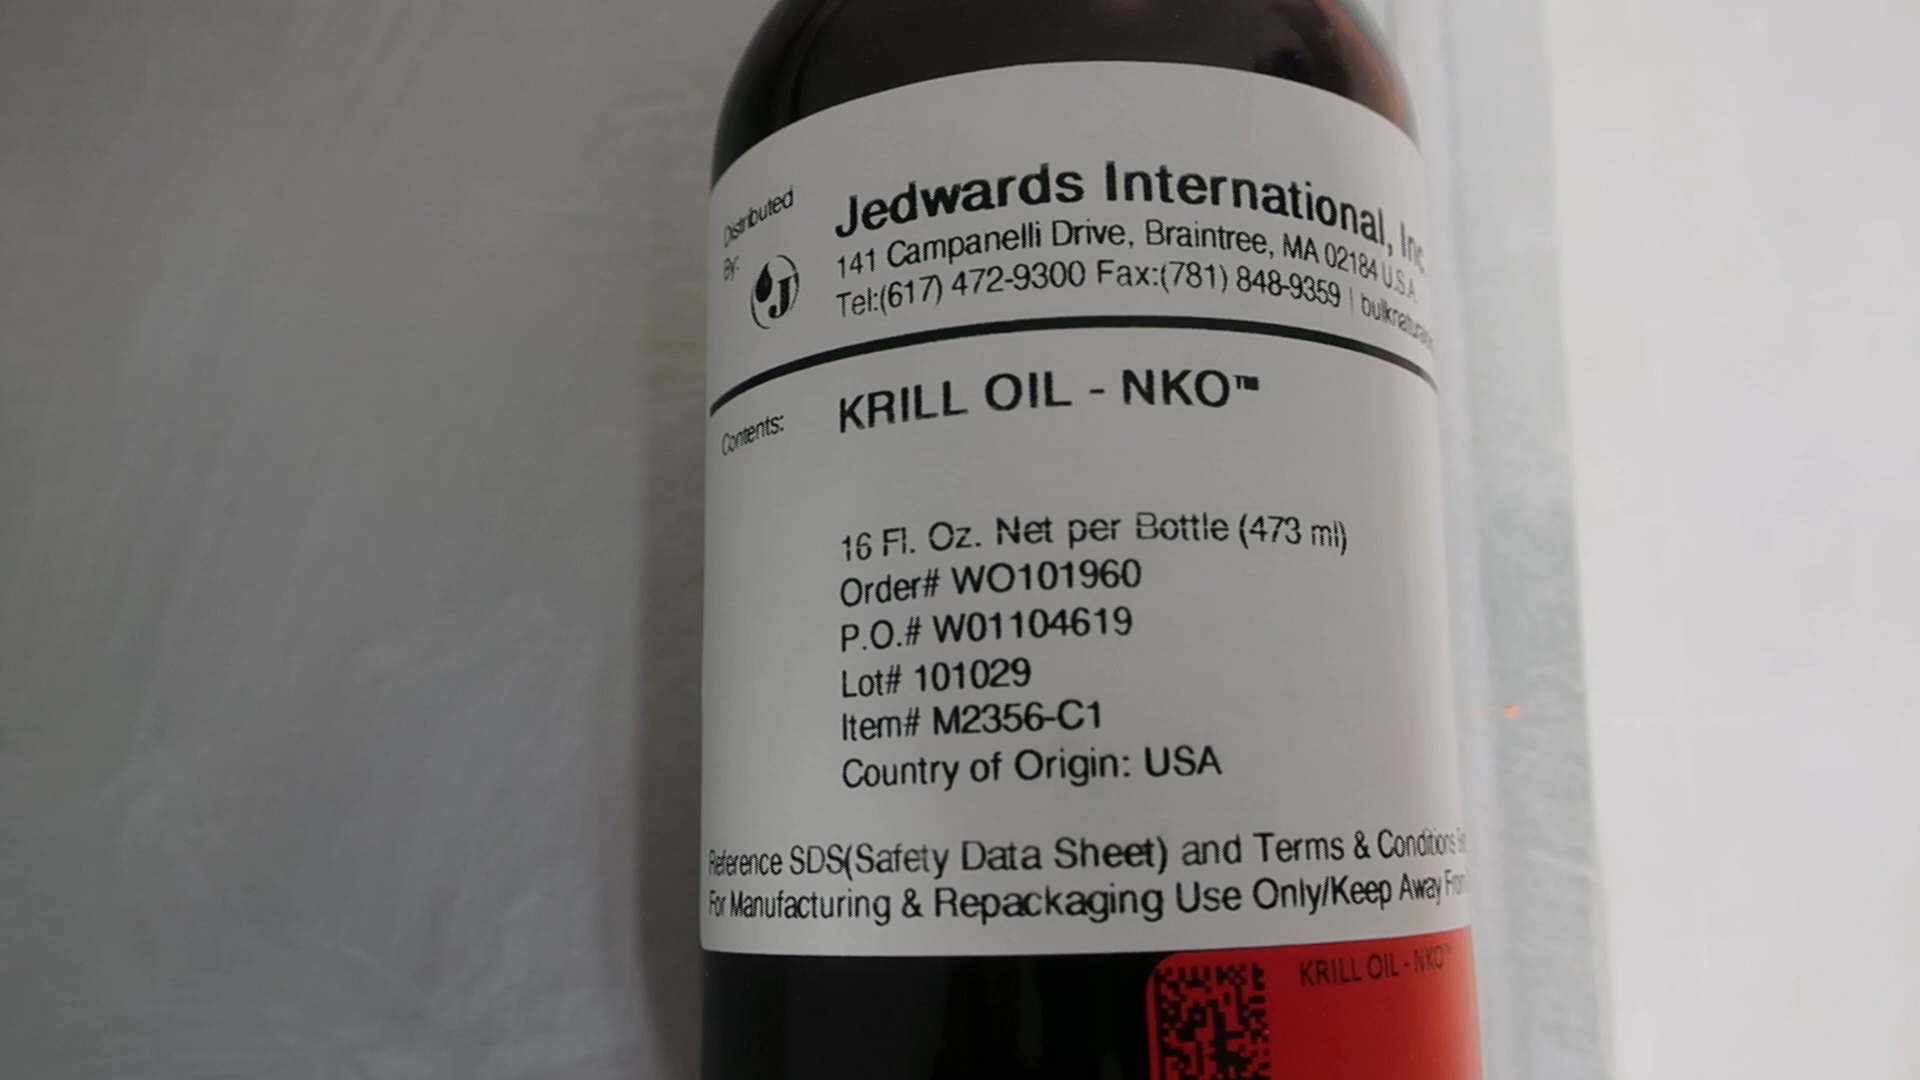 Distributed
By:
J
Jedwards International, Inc.
141 Campanelli Drive, Braintree, MA 02184 U.S.A.
Tel:(617) 472-9300 Fax:(781) 848-9359 |
Contents:
KRILL OIL - NKO™
16 Fl. Oz. Net per Bottle (473 ml)
Order# WO101960
P.O.# W01104619
Lot# 101029
Item# M2356-C1
Country of Origin: USA
Reference SDS(Safety Data Sheet) and Terms & Conditions
For Manufacturing & Repackaging Use Only/Keep Away
KRILL OIL - NKO™